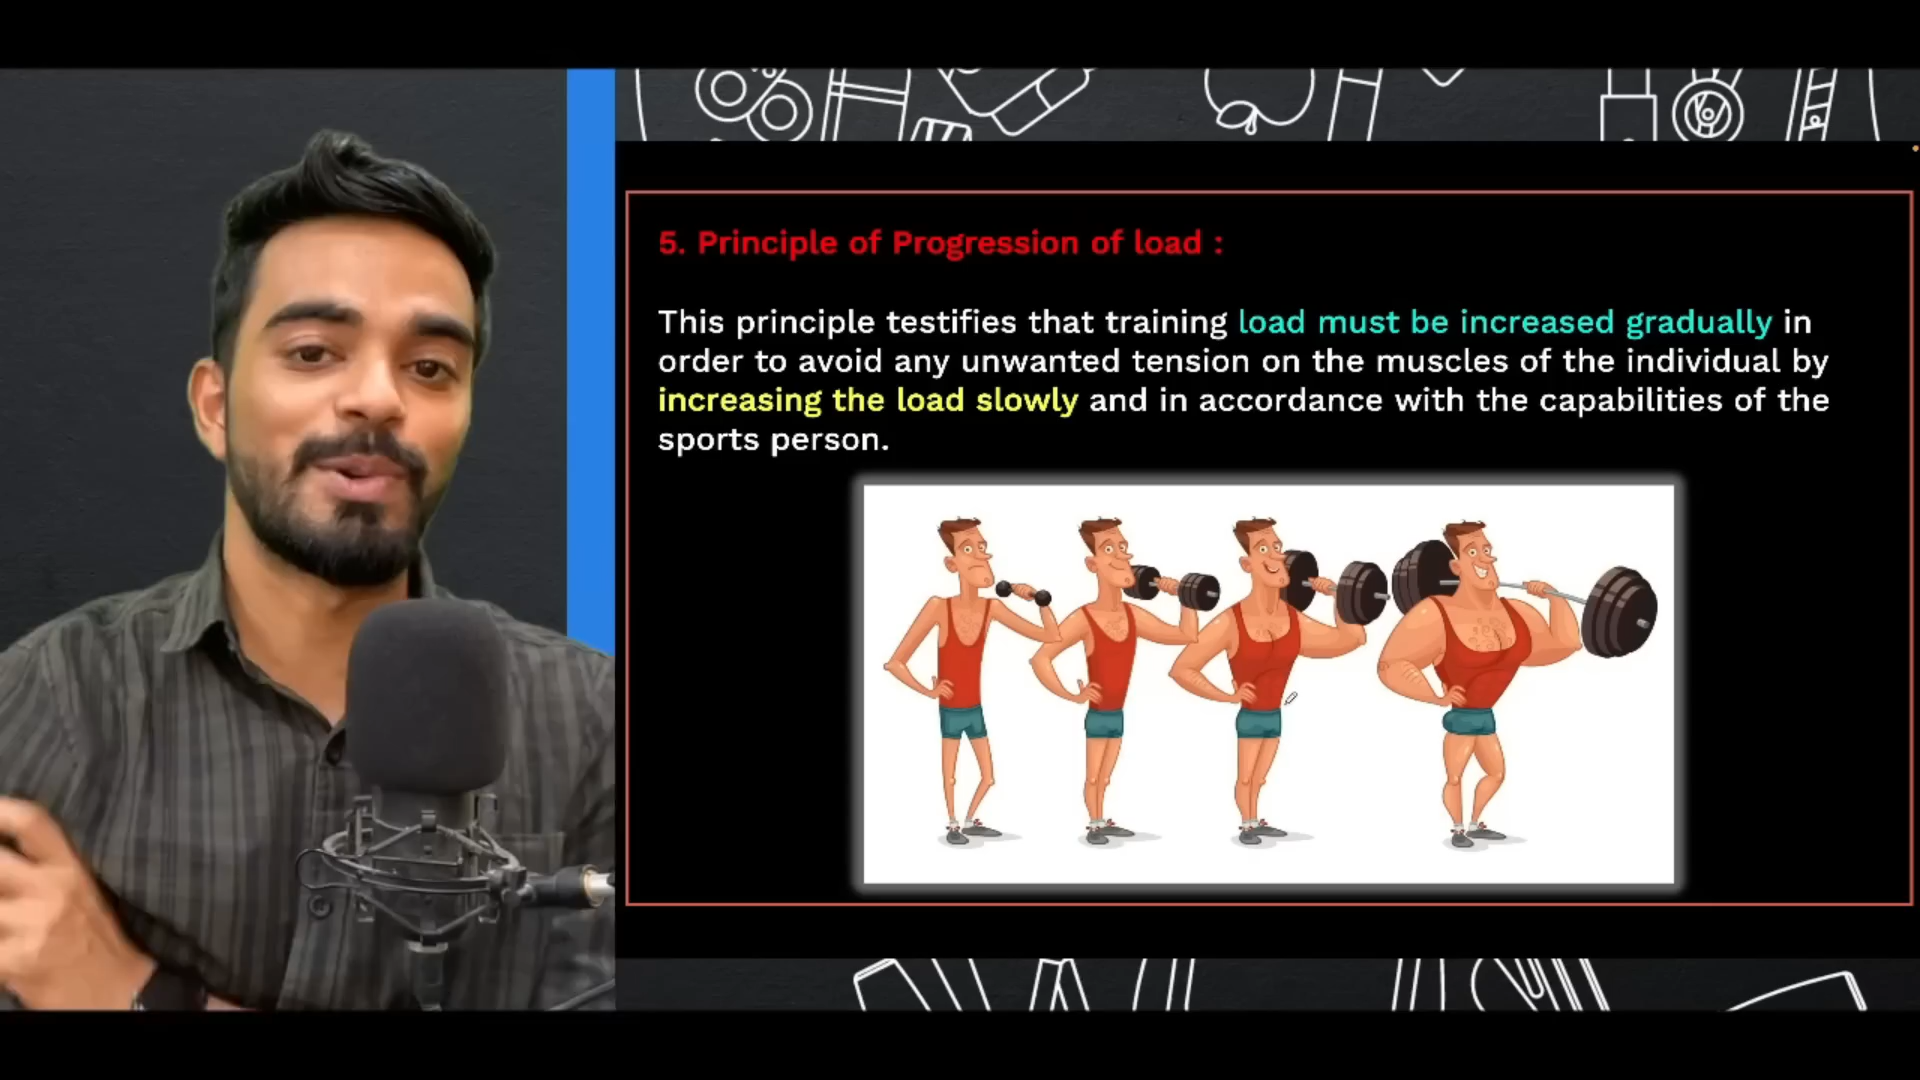 5. Principle of Progression of load :
This principle testifies that training load must be increased gradually in
order to avoid any unwanted tension on the muscles of the individual by
increasing the load slowly and in accordance with the capabilities of the
sports person.